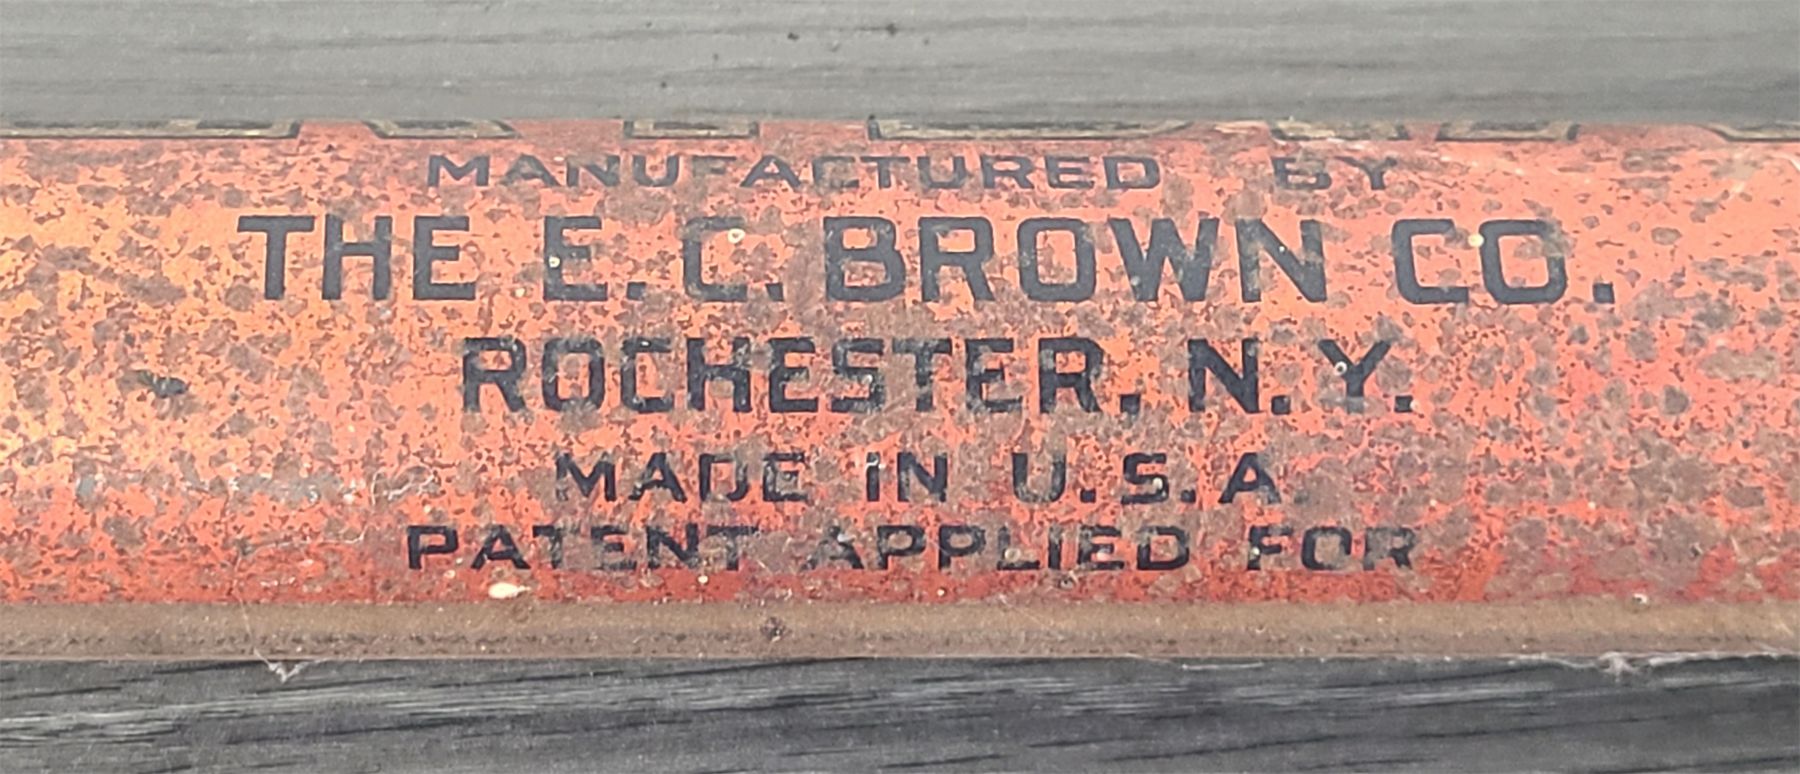 MANUFACTURED BY
THE E. C. BROWN CO.
ROCHESTER, N. Y.
MADE IN U.S.A.
PATENT APPLIED FOR